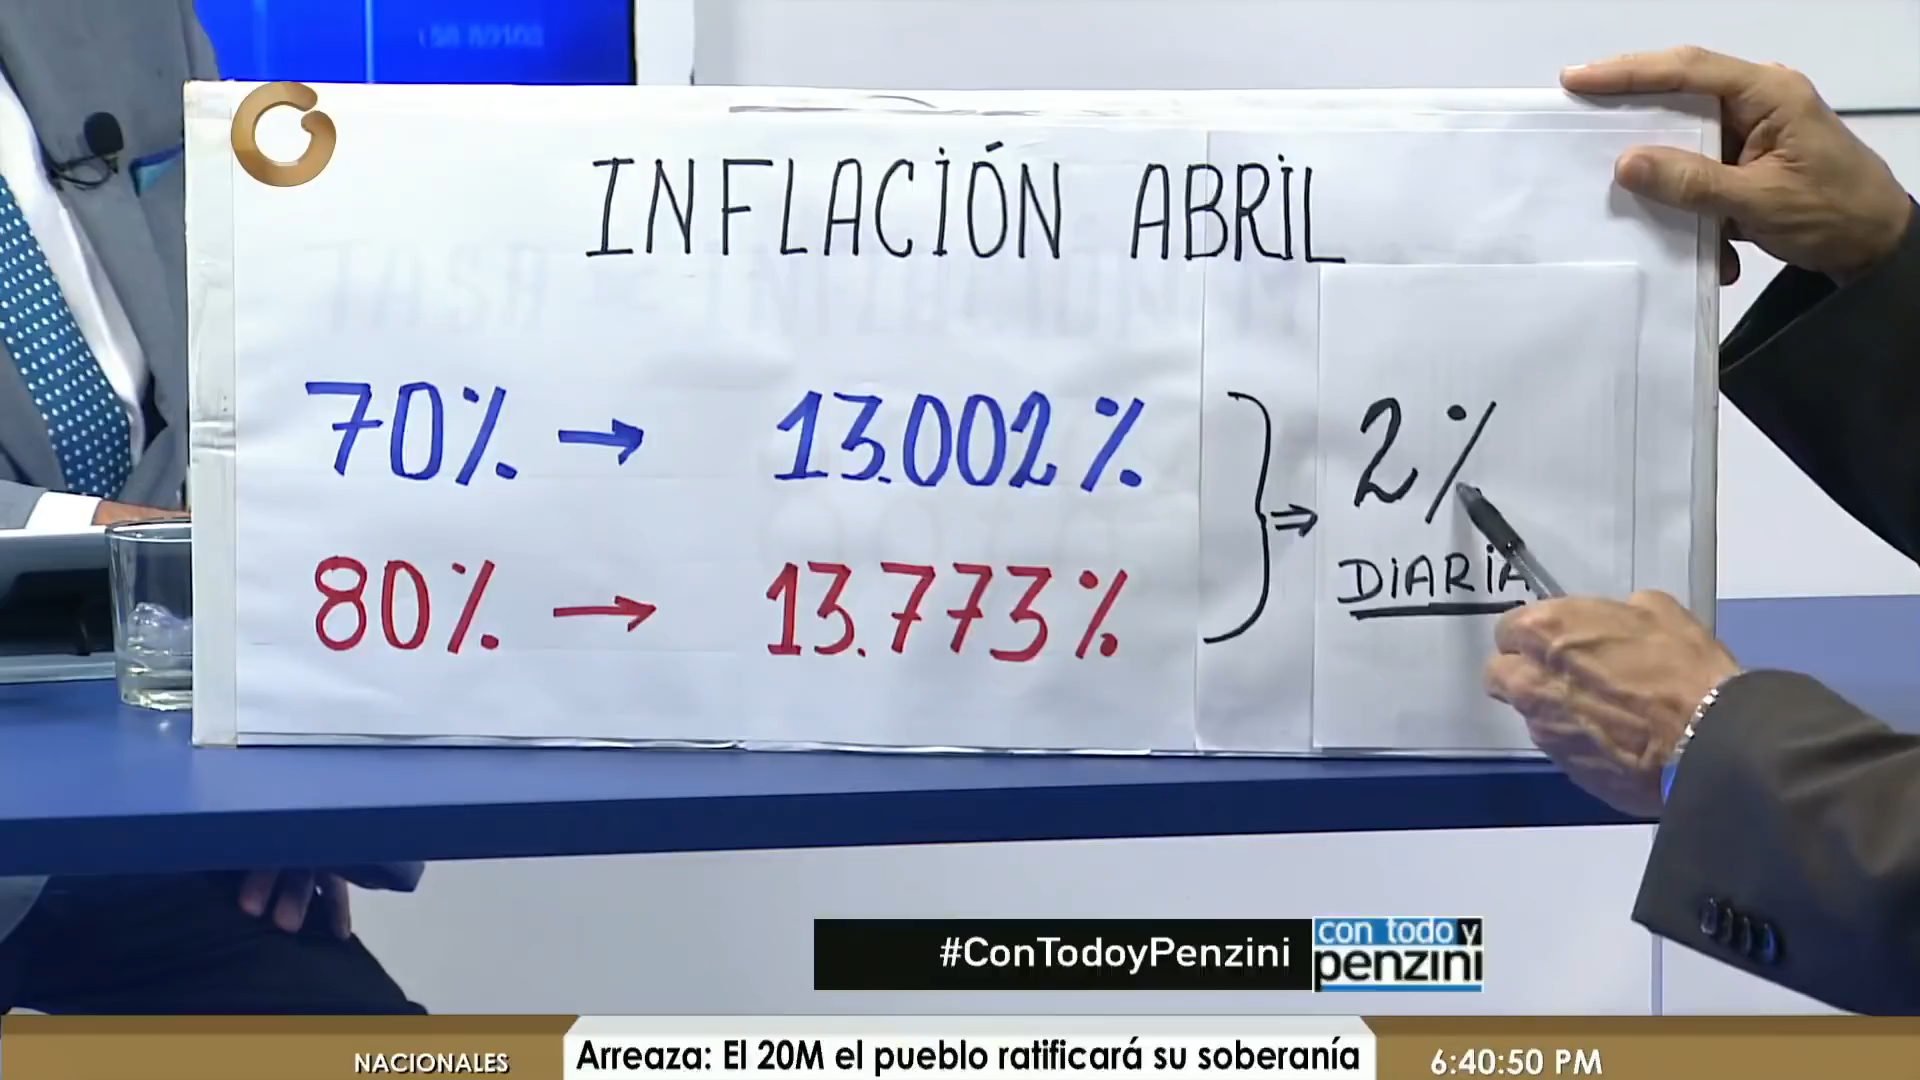 INFLACIÓN ABRIL
70% → 13.002%
80% → 13.773%
⇒ 2%
DIARIA
#ConTodoyPenzini
con todo y
penzini
NACIONALES
Arreaza: El 20M el pueblo ratificará su soberanía
6:40:50 PM